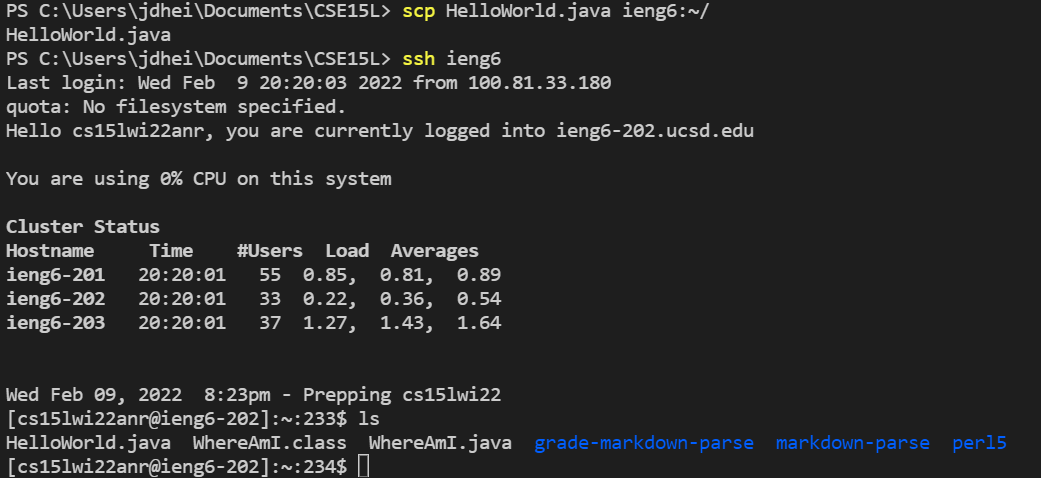 PS C:\Users\jdhei\Documents\CSE15L> scp HelloWorld.java ieng6:~/
HelloWorld.java
PS C:\Users\jdhei\Documents\CSE15L> ssh ieng6
Last login: Wed Feb  9 20:20:03 2022 from 100.81.33.180
quota: No filesystem specified.
Hello cs15lwi22anr, you are currently logged into ieng6-202.ucsd.edu
You are using 0% CPU on this system
Cluster Status
Hostname     Time    #Users  Load  Averages
ieng6-201   20:20:01   55  0.85,  0.81,  0.89
ieng6-202   20:20:01   33  0.22,  0.36,  0.54
ieng6-203   20:20:01   37  1.27,  1.43,  1.64
Wed Feb 09, 2022  8:23pm - Prepping cs15lwi22
[cs15lwi22anr@ieng6-202]:~:233$ ls
HelloWorld.java  WhereAmI.class  WhereAmI.java  grade-markdown-parse  markdown-parse  perl5
[cs15lwi22anr@ieng6-202]:~:234$